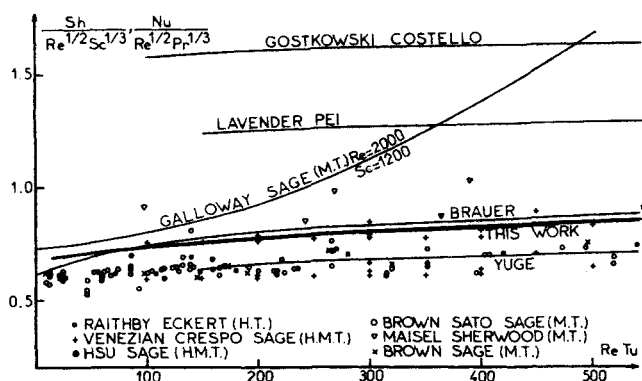 Sh/Re^1/2 Sc^1/3, Nu/Re^1/2 Pr^1/3
GOSTKOWSKI COSTELLO
1.5
LAVENDER PEI
GALLOWAY SAGE (M.T.) Re=2000
Sc=1200
1.0
BRAUER
THIS WORK
YUGE
0.5
▫ RAITHBY ECKERT (H.T.)
+ VENEZIAN CRESPO SAGE (H.M.T.)
● HSU SAGE (H.M.T.)
○ BROWN SATO SAGE (M.T.)
▽ MAISEL SHERWOOD (M.T.)
× BROWN SAGE (M.T.)
100 200 300 400 500 Re Tu